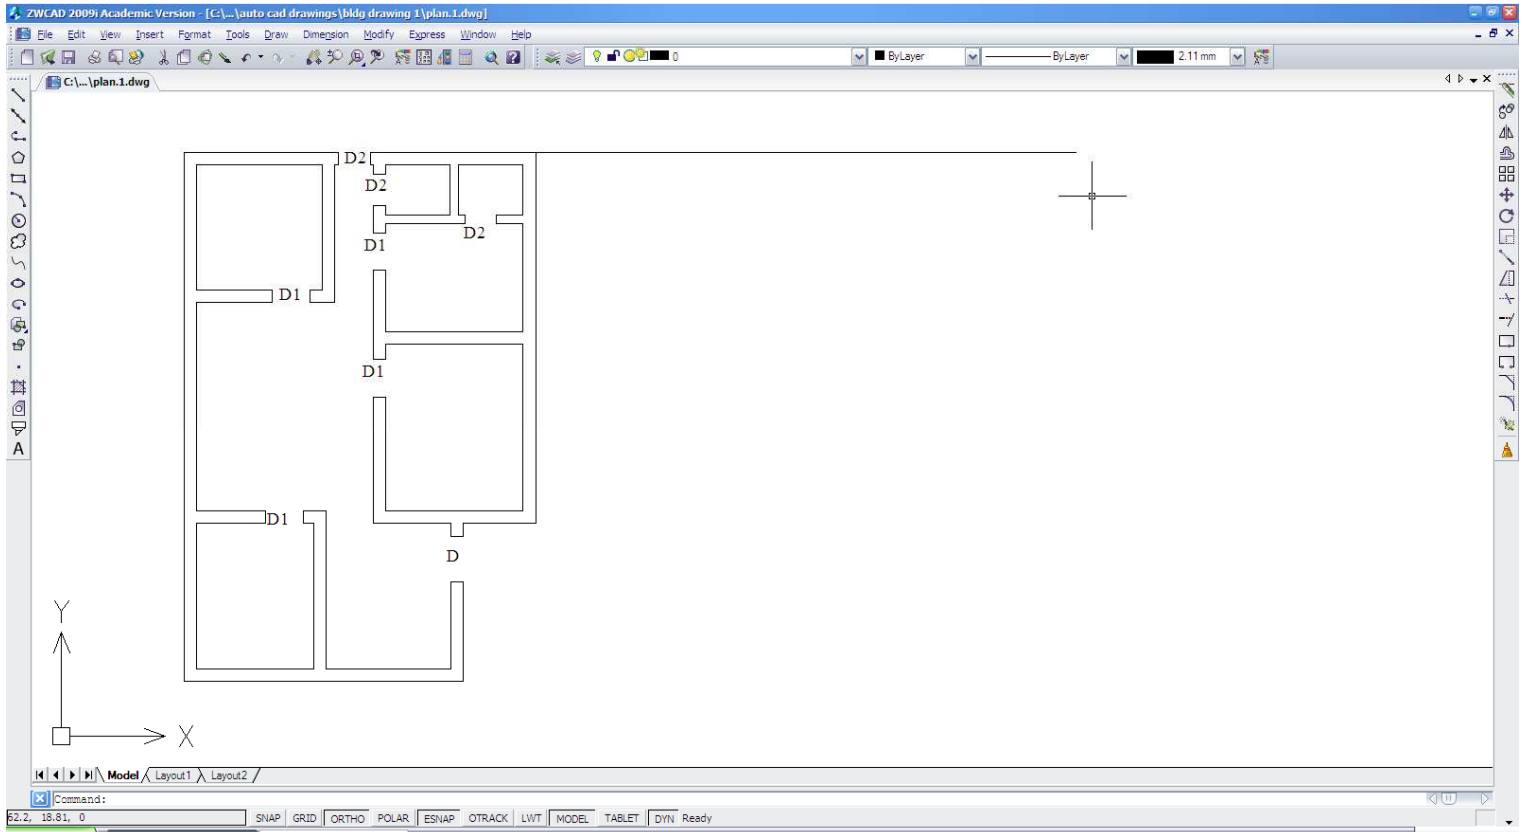 ZWCAD 2009i Academic Version - [C:\...\auto cad drawings\bldg drawing 1\plan.1.dwg]
File Edit View Insert Format Tools Draw Dimension Modify Express Window Help
0 ByLayer ByLayer 2.11 mm
C:\...\plan.1.dwg
D2
D2
D2
D1
D1
D1
D1
D
Y
X
A
Model Layout1 Layout2
Command:
62.2, 18.81, 0 SNAP GRID ORTHO POLAR ESNAP OTRACK LWT MODEL TABLET DYN Ready